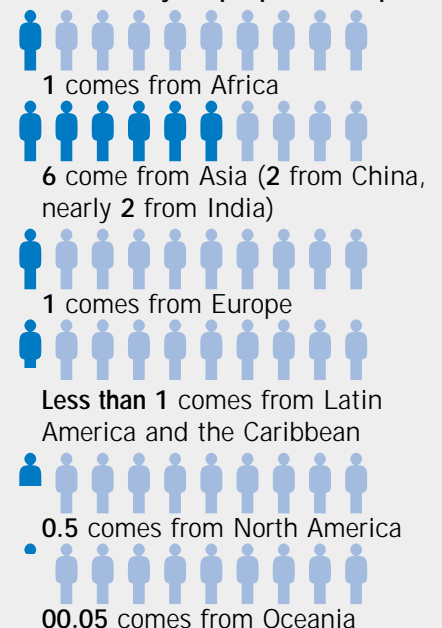 1 comes from Africa
6 come from Asia (2 from China,
nearly 2 from India)
1 comes from Europe
Less than 1 comes from Latin
America and the Caribbean
0.5 comes from North America
00.05 comes from Oceania